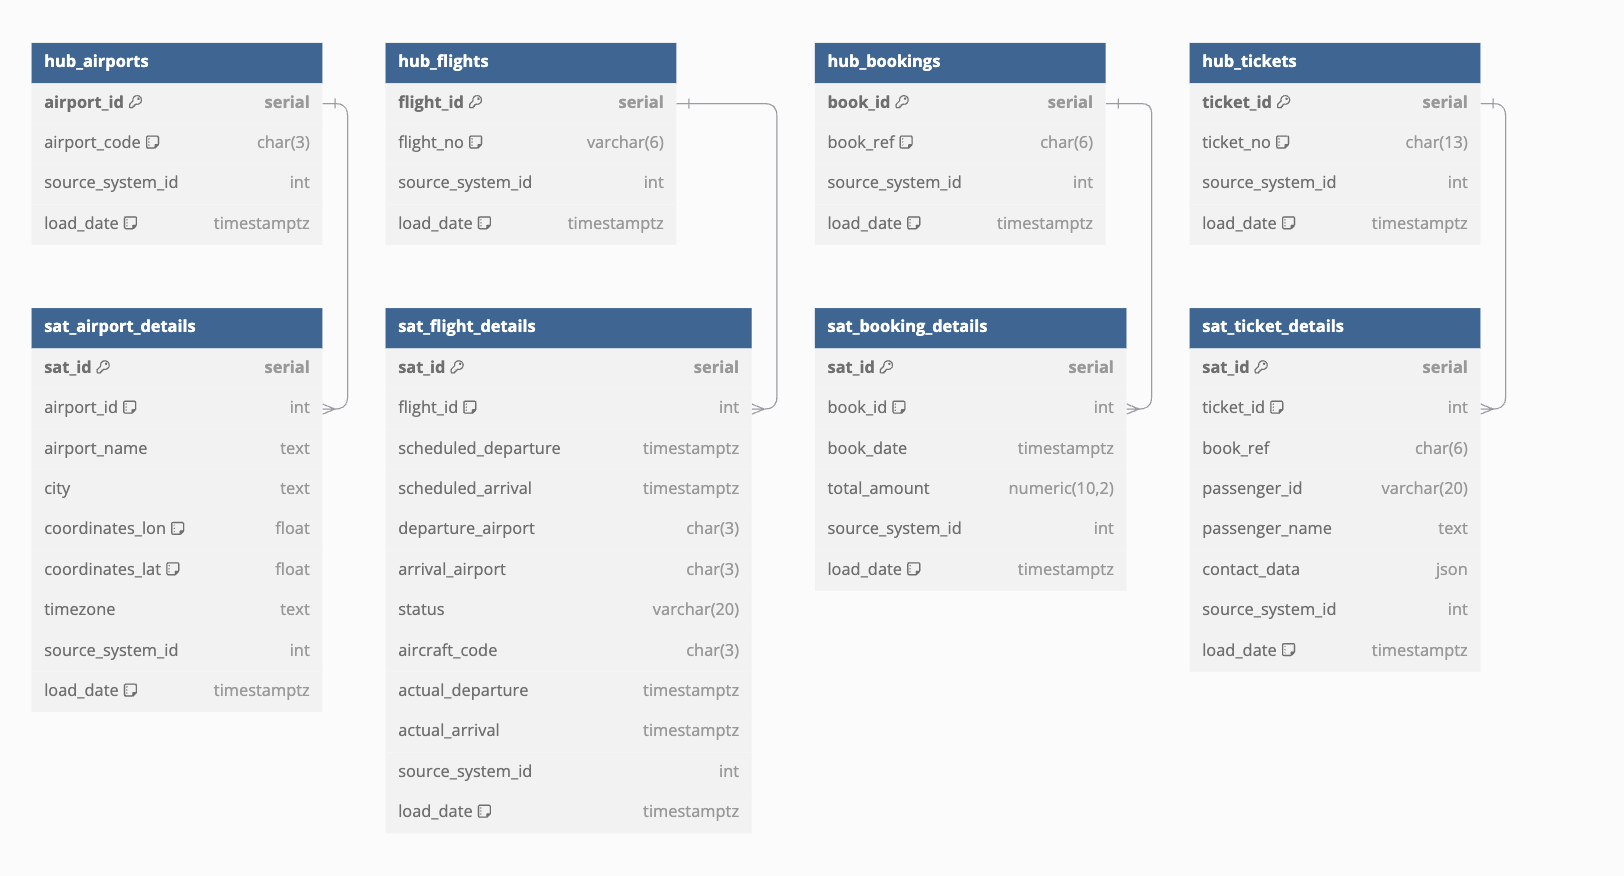 hub_airports
airport_id serial
airport_code char(3)
source_system_id int
load_date timestamptz
hub_flights
flight_id serial
flight_no varchar(6)
source_system_id int
load_date timestamptz
hub_bookings
book_id serial
book_ref char(6)
source_system_id int
load_date timestamptz
hub_tickets
ticket_id serial
ticket_no char(13)
source_system_id int
load_date timestamptz
sat_airport_details
sat_id serial
airport_id int
airport_name text
city text
coordinates_lon float
coordinates_lat float
timezone text
source_system_id int
load_date timestamptz
sat_flight_details
sat_id serial
flight_id int
scheduled_departure timestamptz
scheduled_arrival timestamptz
departure_airport char(3)
arrival_airport char(3)
status varchar(20)
aircraft_code char(3)
actual_departure timestamptz
actual_arrival timestamptz
source_system_id int
load_date timestamptz
sat_booking_details
sat_id serial
book_id int
book_date timestamptz
total_amount numeric(10,2)
source_system_id int
load_date timestamptz
sat_ticket_details
sat_id serial
ticket_id int
book_ref char(6)
passenger_id varchar(20)
passenger_name text
contact_data json
source_system_id int
load_date timestamptz